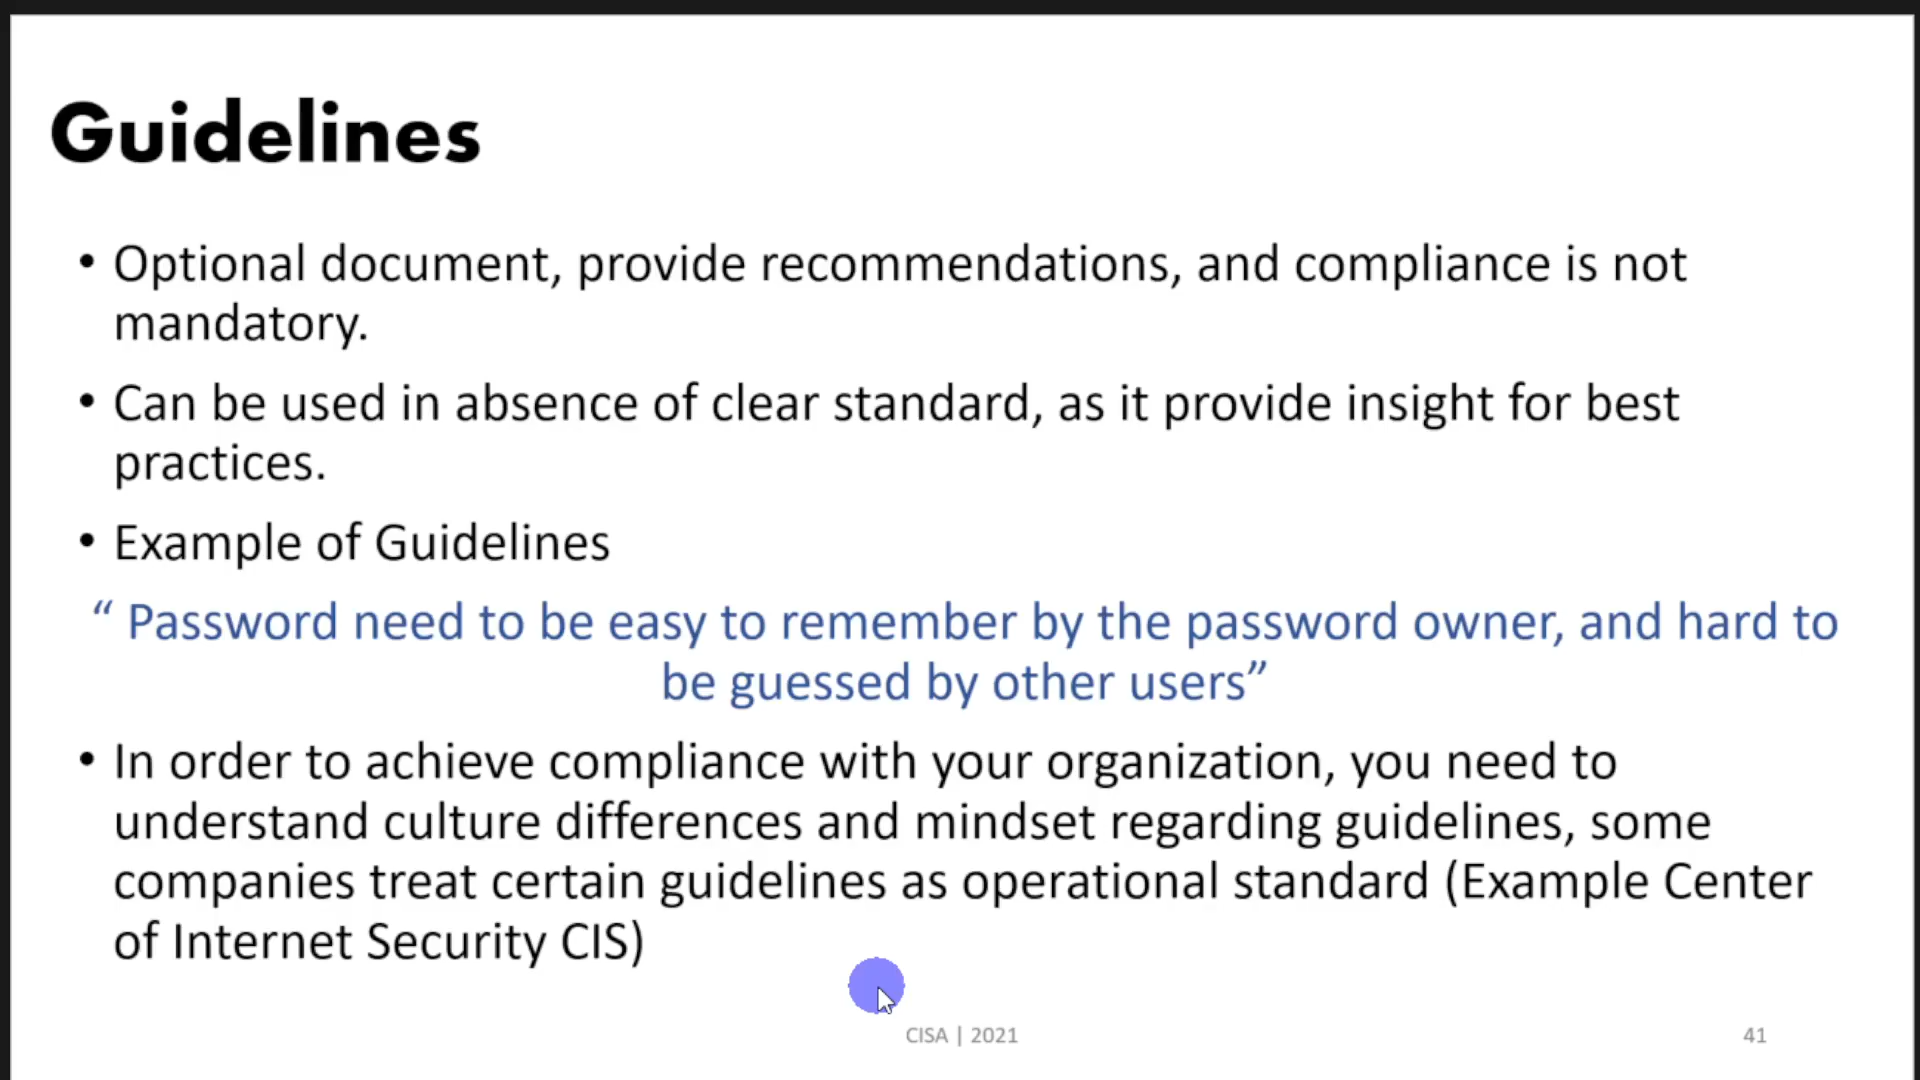 Guidelines
• Optional document, provide recommendations, and compliance is not
mandatory.
• Can be used in absence of clear standard, as it provide insight for best
practices.
• Example of Guidelines
“ Password need to be easy to remember by the password owner, and hard to
be guessed by other users”
• In order to achieve compliance with your organization, you need to
understand culture differences and mindset regarding guidelines, some
companies treat certain guidelines as operational standard (Example Center
of Internet Security CIS)
CISA | 2021
41